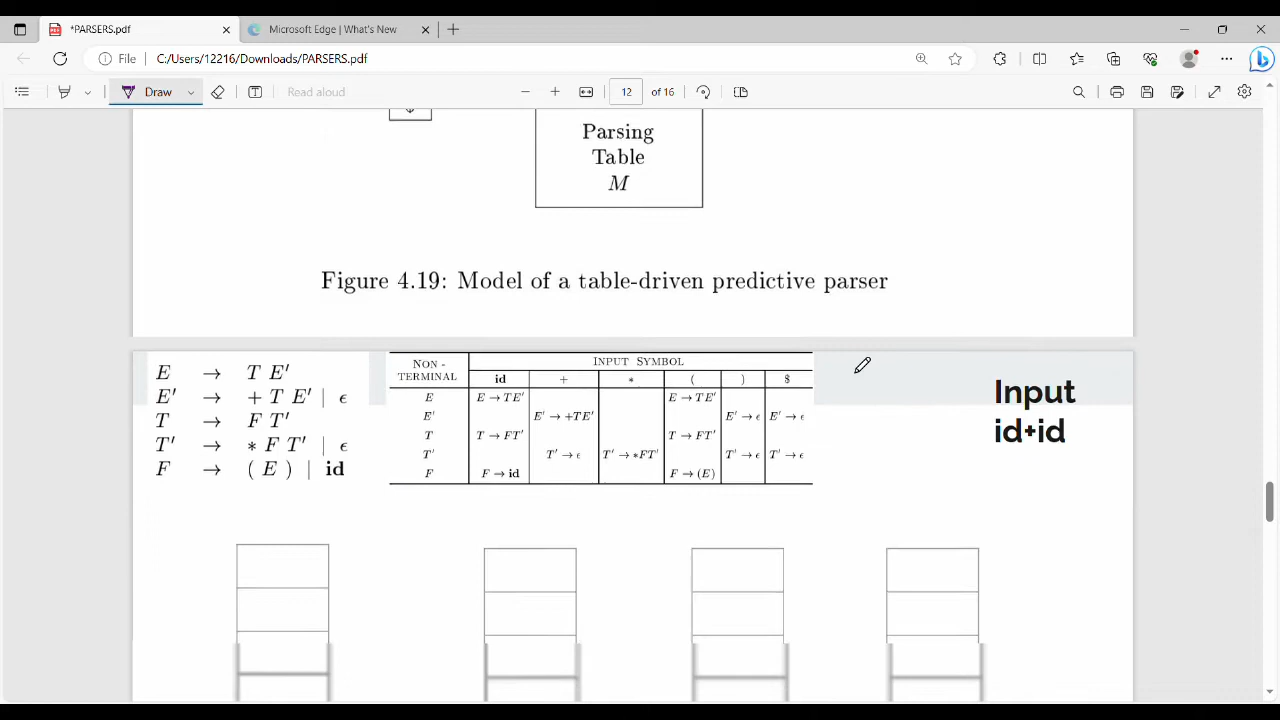 *PARSERS.pdf
Microsoft Edge | What's New
File C:/Users/12216/Downloads/PARSERS.pdf
Draw Read aloud 12 of 16
Parsing
Table
M
Figure 4.19: Model of a table-driven predictive parser
E → T E′
E′ → + T E′ | ϵ
T → F T′
T′ → * F T′ | ϵ
F → ( E ) | id
NON - TERMINAL INPUT SYMBOL
id + * ( ) $
E E → TE′ E → TE′
E′ E′ → +TE′ E′ → ϵ E′ → ϵ
T T → FT′ T → FT′
T′ T′ → ϵ T′ → *FT′ T′ → ϵ T′ → ϵ
F F → id F → (E)
Input
id+id